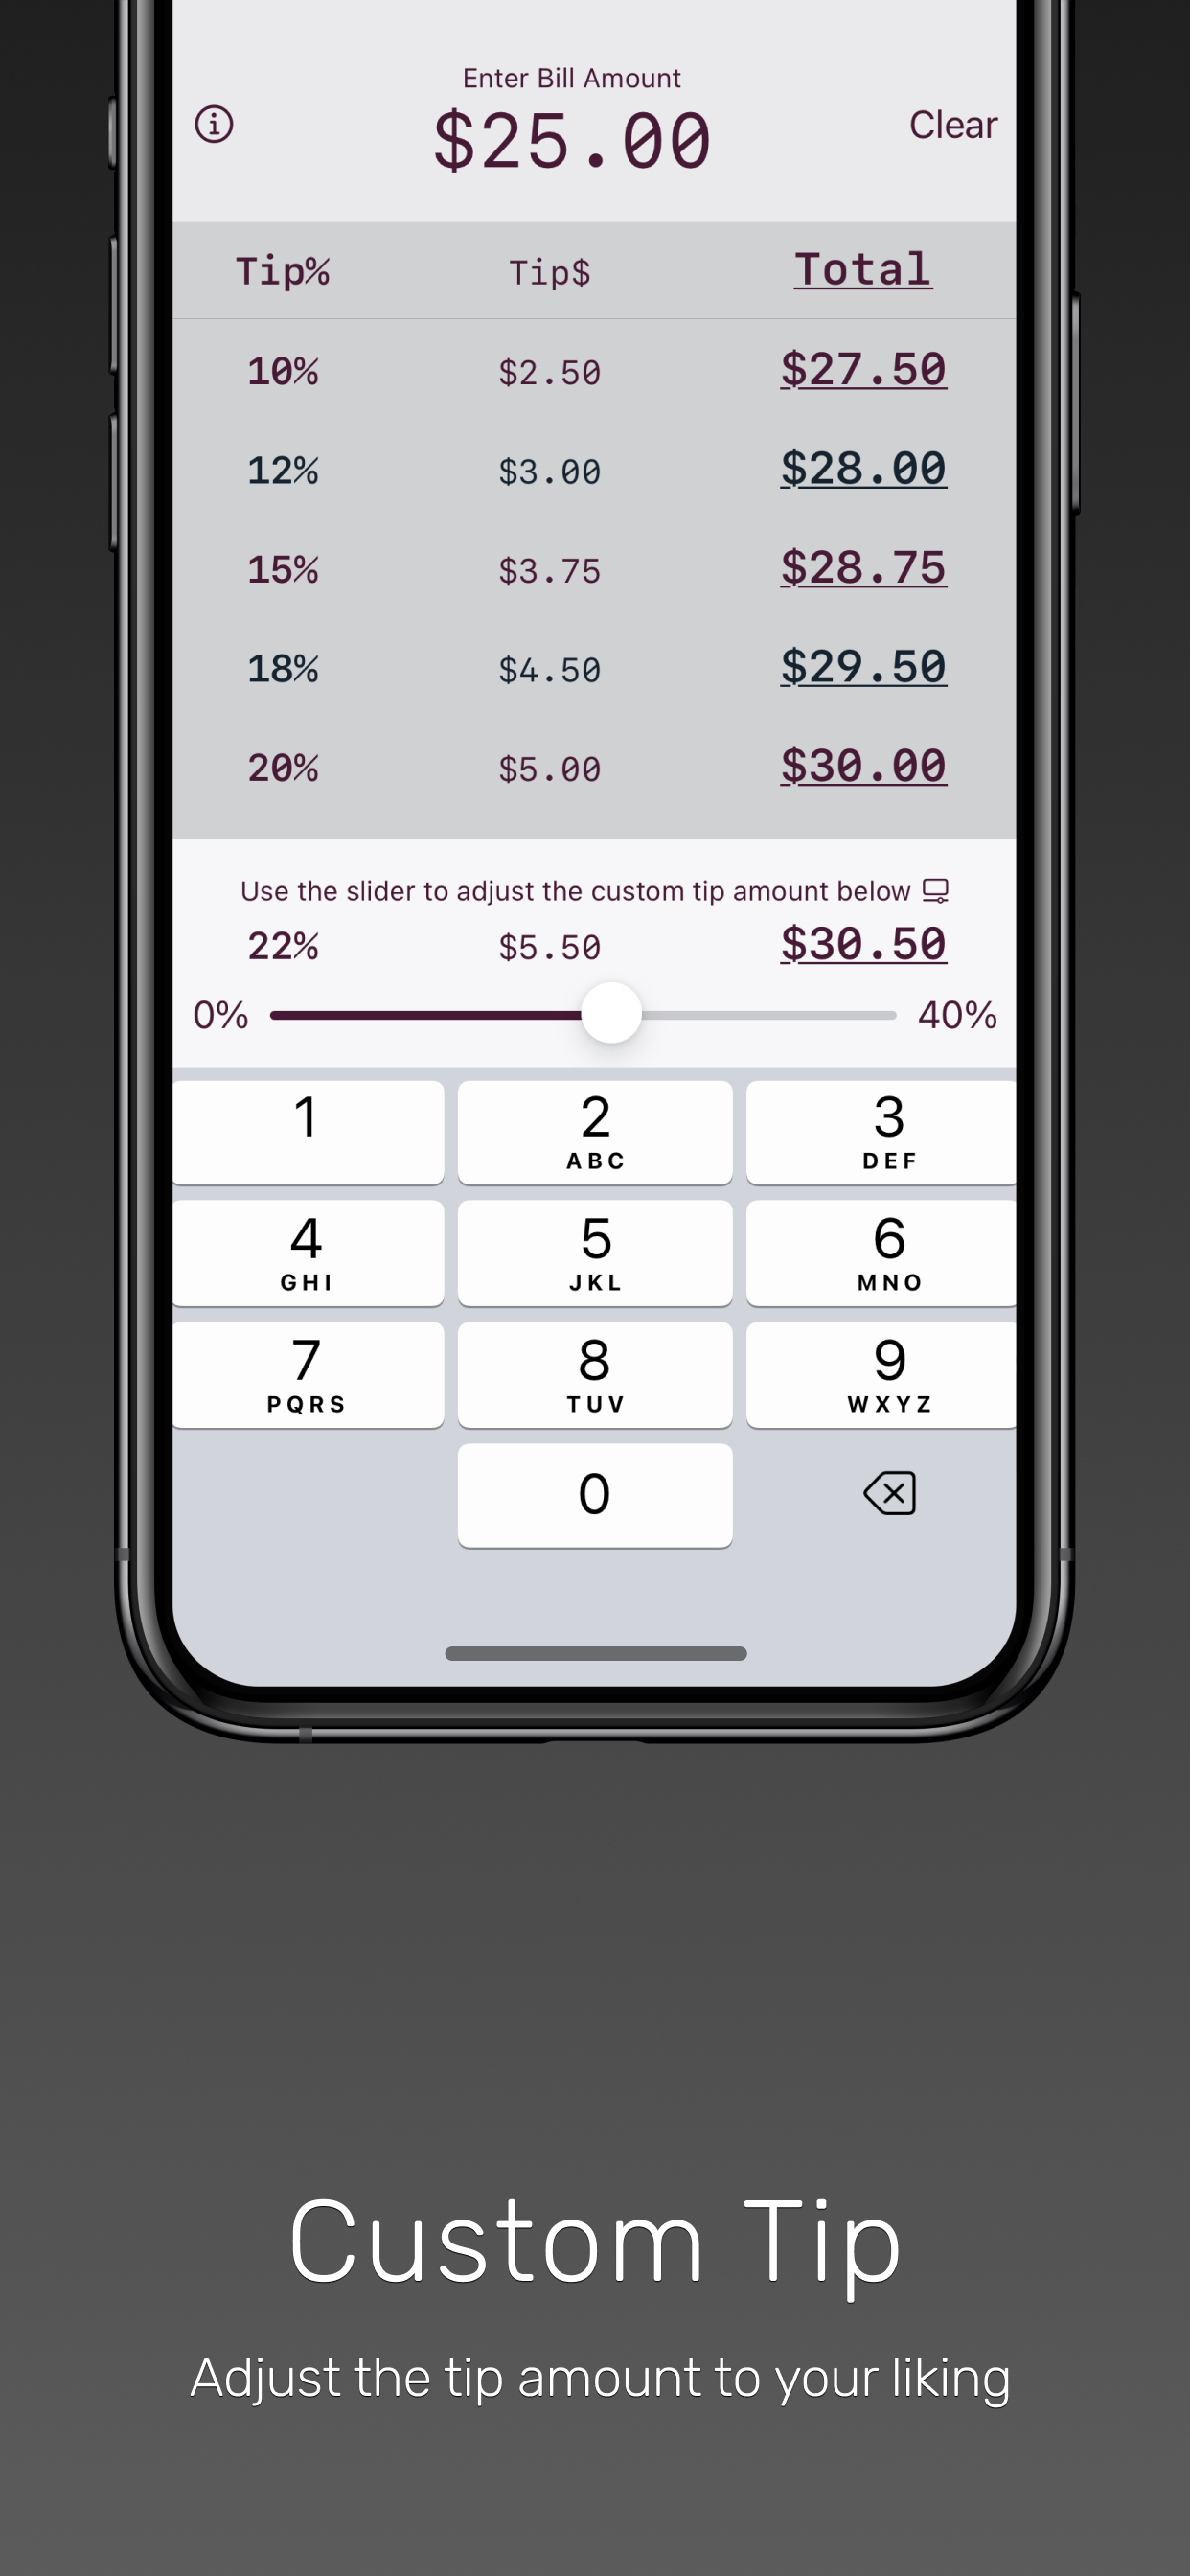 Enter Bill Amount
$25.00
Clear
Tip% Tip$ Total
10% $2.50 $27.50
12% $3.00 $28.00
15% $3.75 $28.75
18% $4.50 $29.50
20% $5.00 $30.00
Use the slider to adjust the custom tip amount below
22% $5.50 $30.50
0% 40%
1 2 3
ABC DEF
4 5 6
GHI JKL MNO
7 8 9
PQRS TUV WXYZ
0
Custom Tip
Adjust the tip amount to your liking